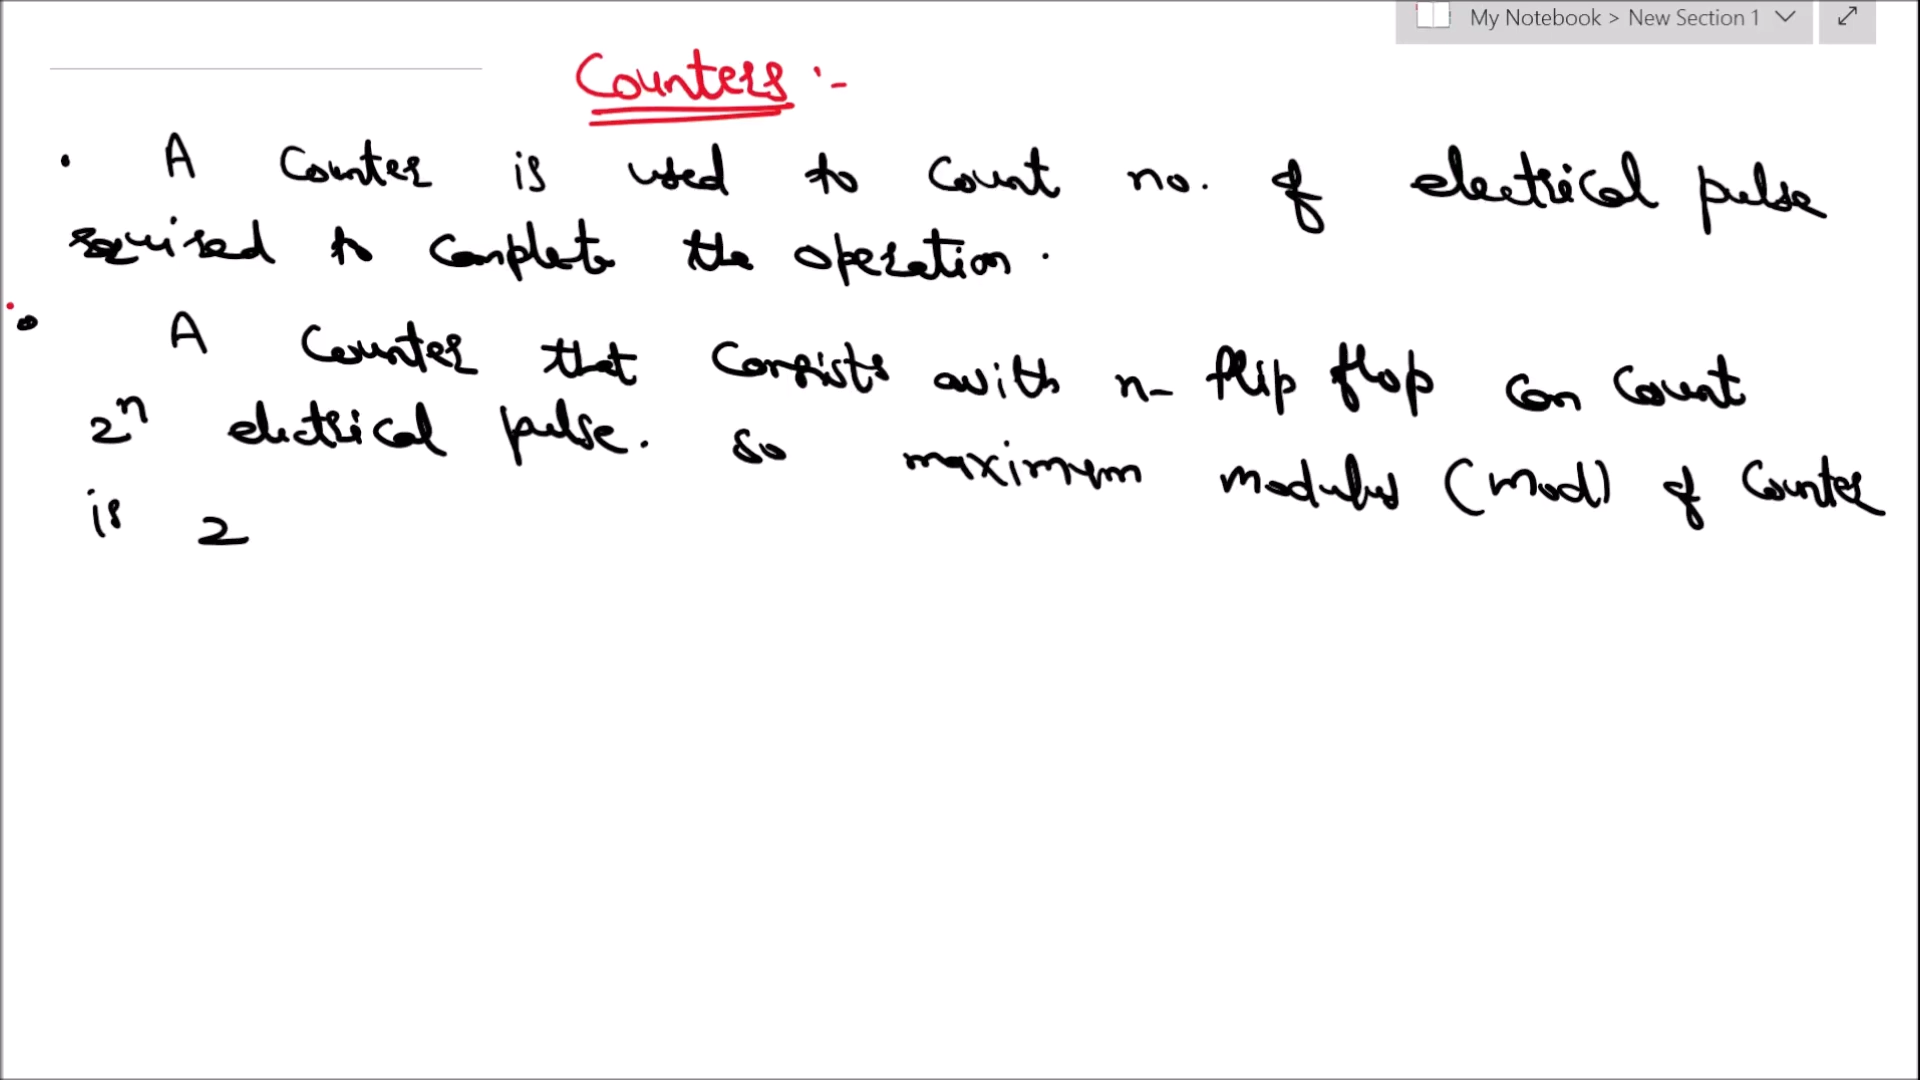 My Notebook > New Section 1
Counters :-
• A Counter is used to Count no. of electrical pulse
required to complete the operation.
• A Counter that consists with n- flip flop can Count
2ⁿ electrical pulse. So maximum modulus (mod) of Counter
is 2